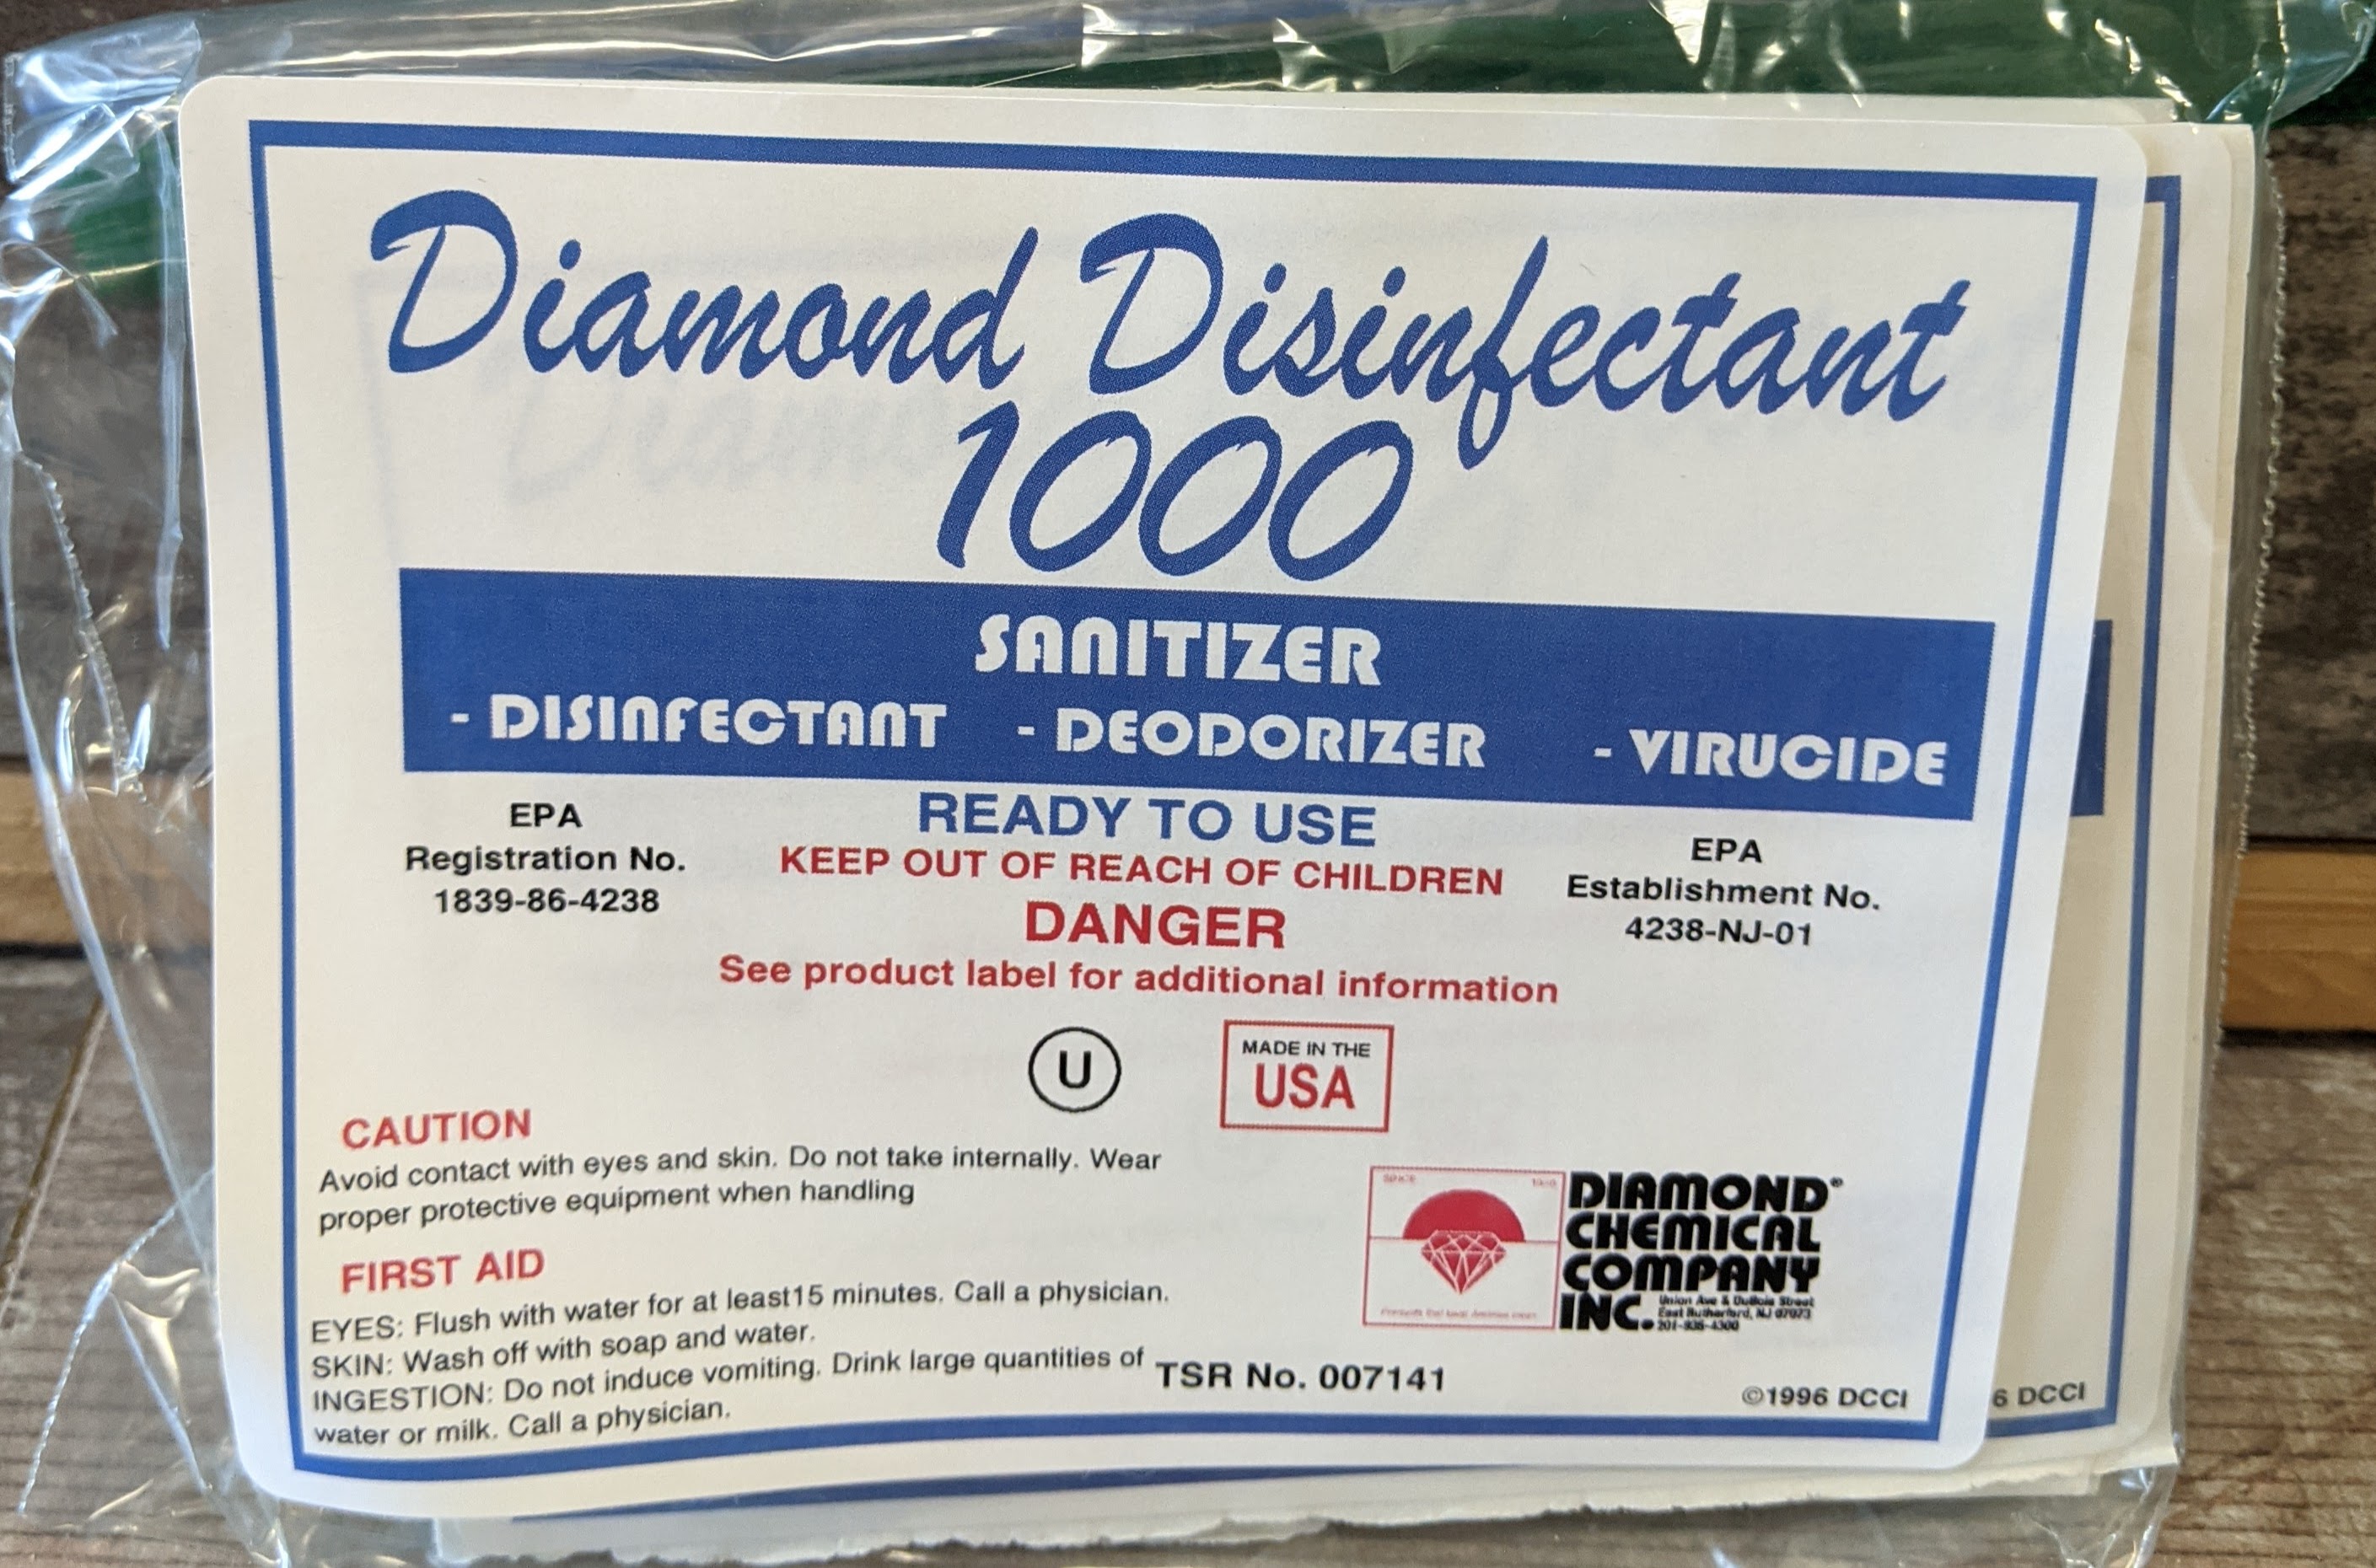 Diamond Disinfectant
1000
SANITIZER
- DISINFECTANT - DEODORIZER - VIRUCIDE
READY TO USE
KEEP OUT OF REACH OF CHILDREN
DANGER
See product label for additional information
EPA
Registration No.
1839-86-4238
EPA
Establishment No.
4238-NJ-01
U
MADE IN THE
USA
CAUTION
Avoid contact with eyes and skin. Do not take internally. Wear
proper protective equipment when handling
FIRST AID
EYES: Flush with water for at least15 minutes. Call a physician.
SKIN: Wash off with soap and water.
INGESTION: Do not induce vomiting. Drink large quantities of
water or milk. Call a physician.
DIAMOND®
CHEMICAL
COMPANY
INC.
Union Ave & DuBois Street
East Rutherford, NJ 07073
201-935-4300
TSR No. 007141
©1996 DCCI
6 DCCI